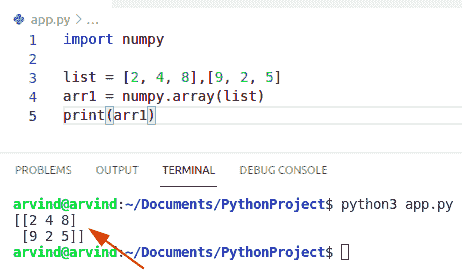 app.py > ...
1 import numpy
2
3 list = [2, 4, 8],[9, 2, 5]
4 arr1 = numpy.array(list)
5 print(arr1)
PROBLEMS OUTPUT TERMINAL DEBUG CONSOLE
arvind@arvind:~/Documents/PythonProject$ python3 app.py
[[2 4 8]
 [9 2 5]]
arvind@arvind:~/Documents/PythonProject$